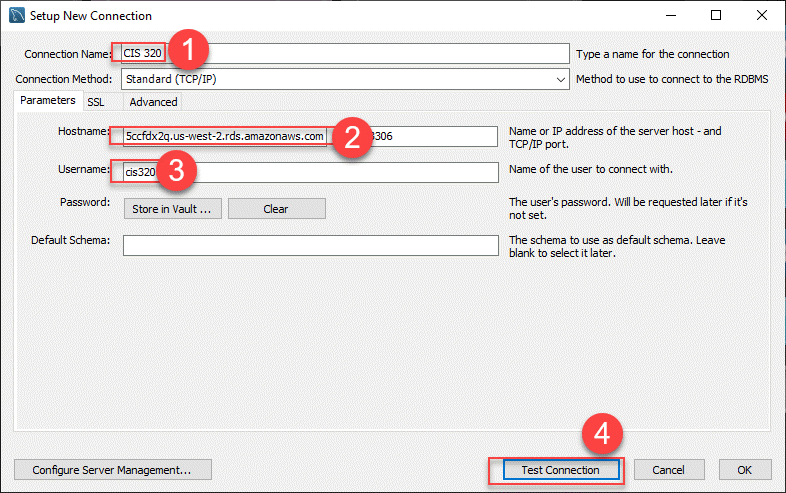 Setup New Connection
Connection Name: CIS 320 Type a name for the connection
1
Connection Method: Standard (TCP/IP) Method to use to connect to the RDBMS
Parameters SSL Advanced
Hostname: 5ccfdx2q.us-west-2.rds.amazonaws.com 3306 Name or IP address of the server host - and
TCP/IP port.
2
Username: cis320 Name of the user to connect with.
3
Password: Store in Vault ... Clear The user's password. Will be requested later if it's
not set.
Default Schema: The schema to use as default schema. Leave
blank to select it later.
4
Configure Server Management... Test Connection Cancel OK